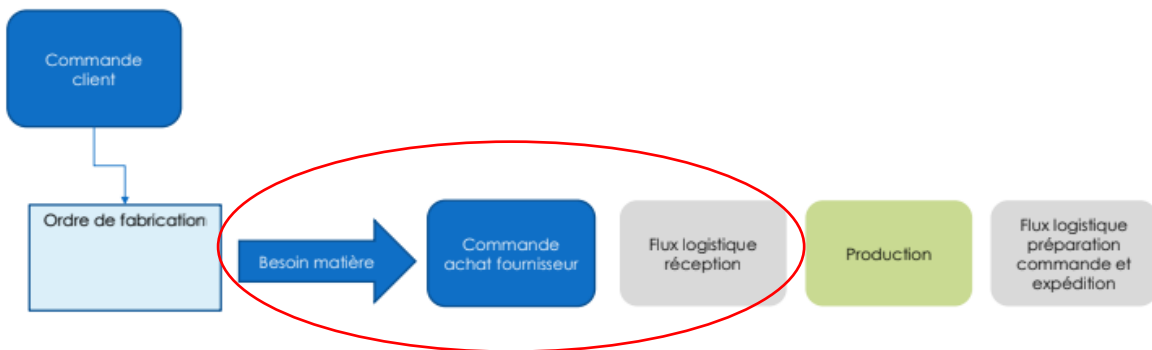 Commande
client
Ordre de fabrication
Besoin matière
Commande
achat fournisseur
Flux logistique
réception
Production
Flux logistique
préparation
commande et
expédition